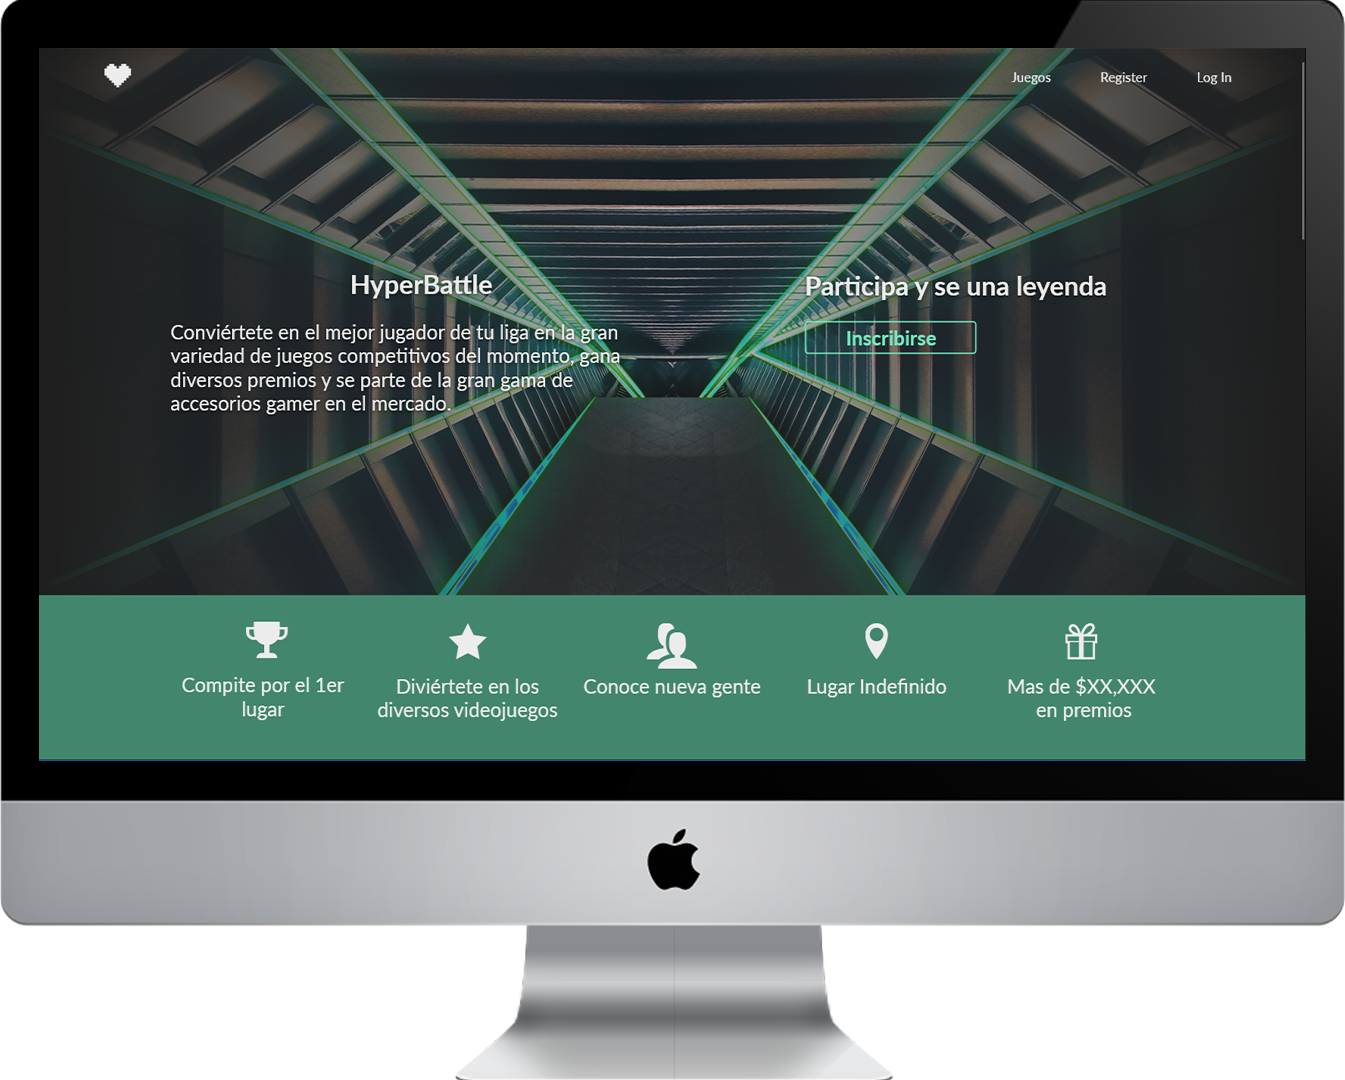 Juegos Register Log In
HyperBattle
Conviértete en el mejor jugador de tu liga en la gran
variedad de juegos competitivos del momento, gana
diversos premios y se parte de la gran gama de
accesorios gamer en el mercado.
Participa y se una leyenda
Inscribirse
Compite por el 1er
lugar
Diviértete en los
diversos videojuegos
Conoce nueva gente
Lugar Indefinido
Mas de $XX,XXX
en premios